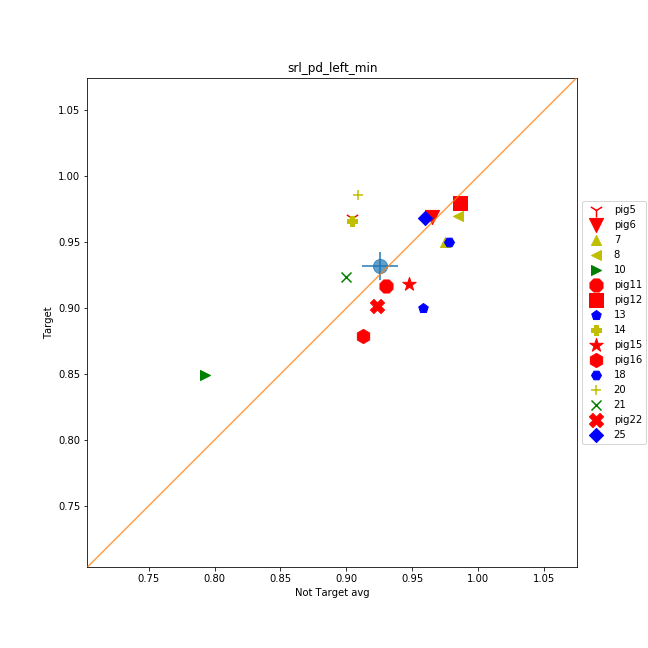 srl_pd_left_min
1.05
1.00
0.95
0.90
0.85
0.80
0.75
Target
0.75
0.80
0.85
0.90
0.95
1.00
1.05
Not Target avg
pig5
pig6
7
8
10
pig11
pig12
13
14
pig15
pig16
18
20
21
pig22
25